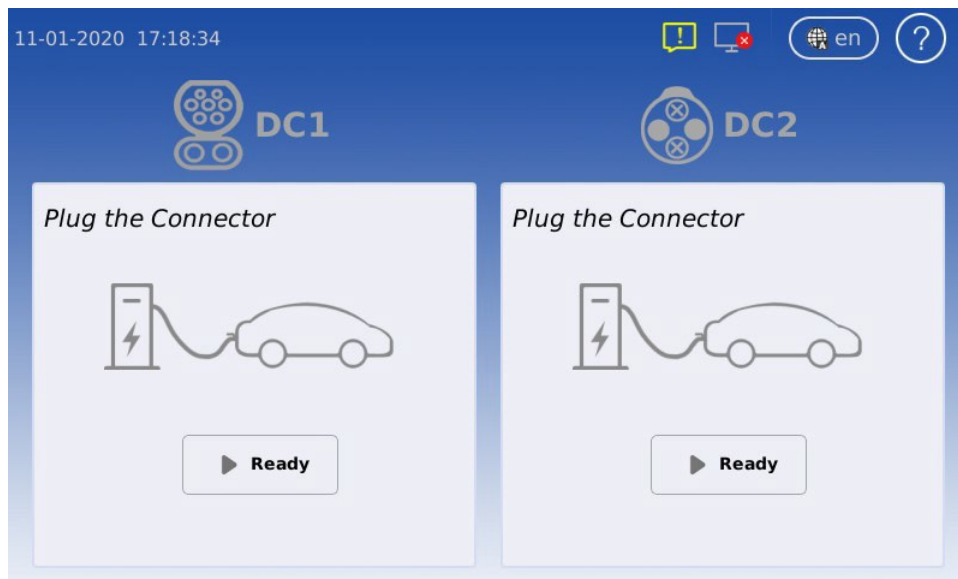 11-01-2020 17:18:34
en
?
DC1
DC2
Plug the Connector
Plug the Connector
Ready
Ready